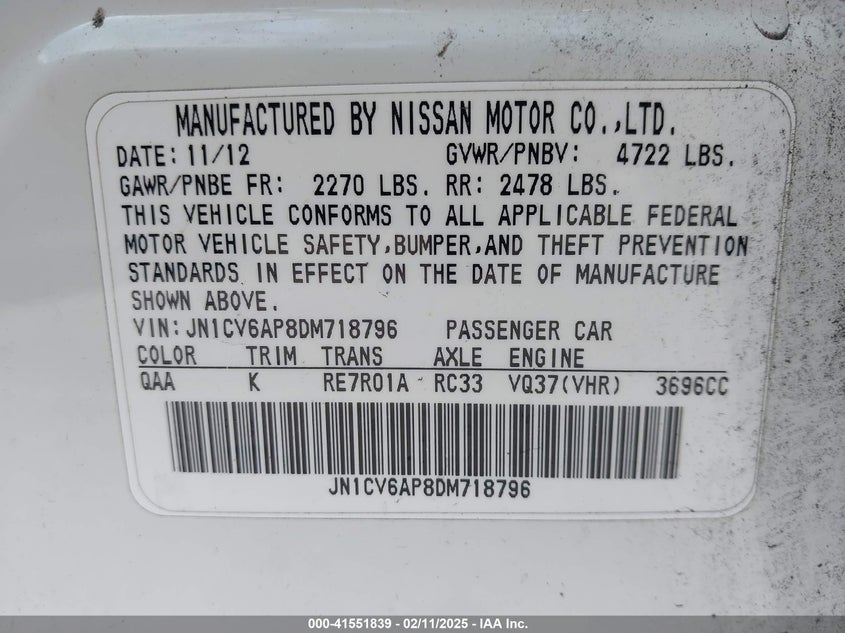 MANUFACTURED BY NISSAN MOTOR CO.,LTD.
DATE: 11/12 GVWR/PNBV: 4722 LBS.
GAWR/PNBE FR: 2270 LBS. RR: 2478 LBS.
THIS VEHICLE CONFORMS TO ALL APPLICABLE FEDERAL
MOTOR VEHICLE SAFETY,BUMPER,AND THEFT PREVENTION
STANDARDS IN EFFECT ON THE DATE OF MANUFACTURE
SHOWN ABOVE.
VIN: JN1CV6AP8DM718796 PASSENGER CAR
COLOR TRIM TRANS AXLE ENGINE
QAA K RE7R01A RC33 VQ37(VHR) 3696CC
JN1CV6AP8DM718796
000-41551839 - 02/11/2025 - IAA Inc.